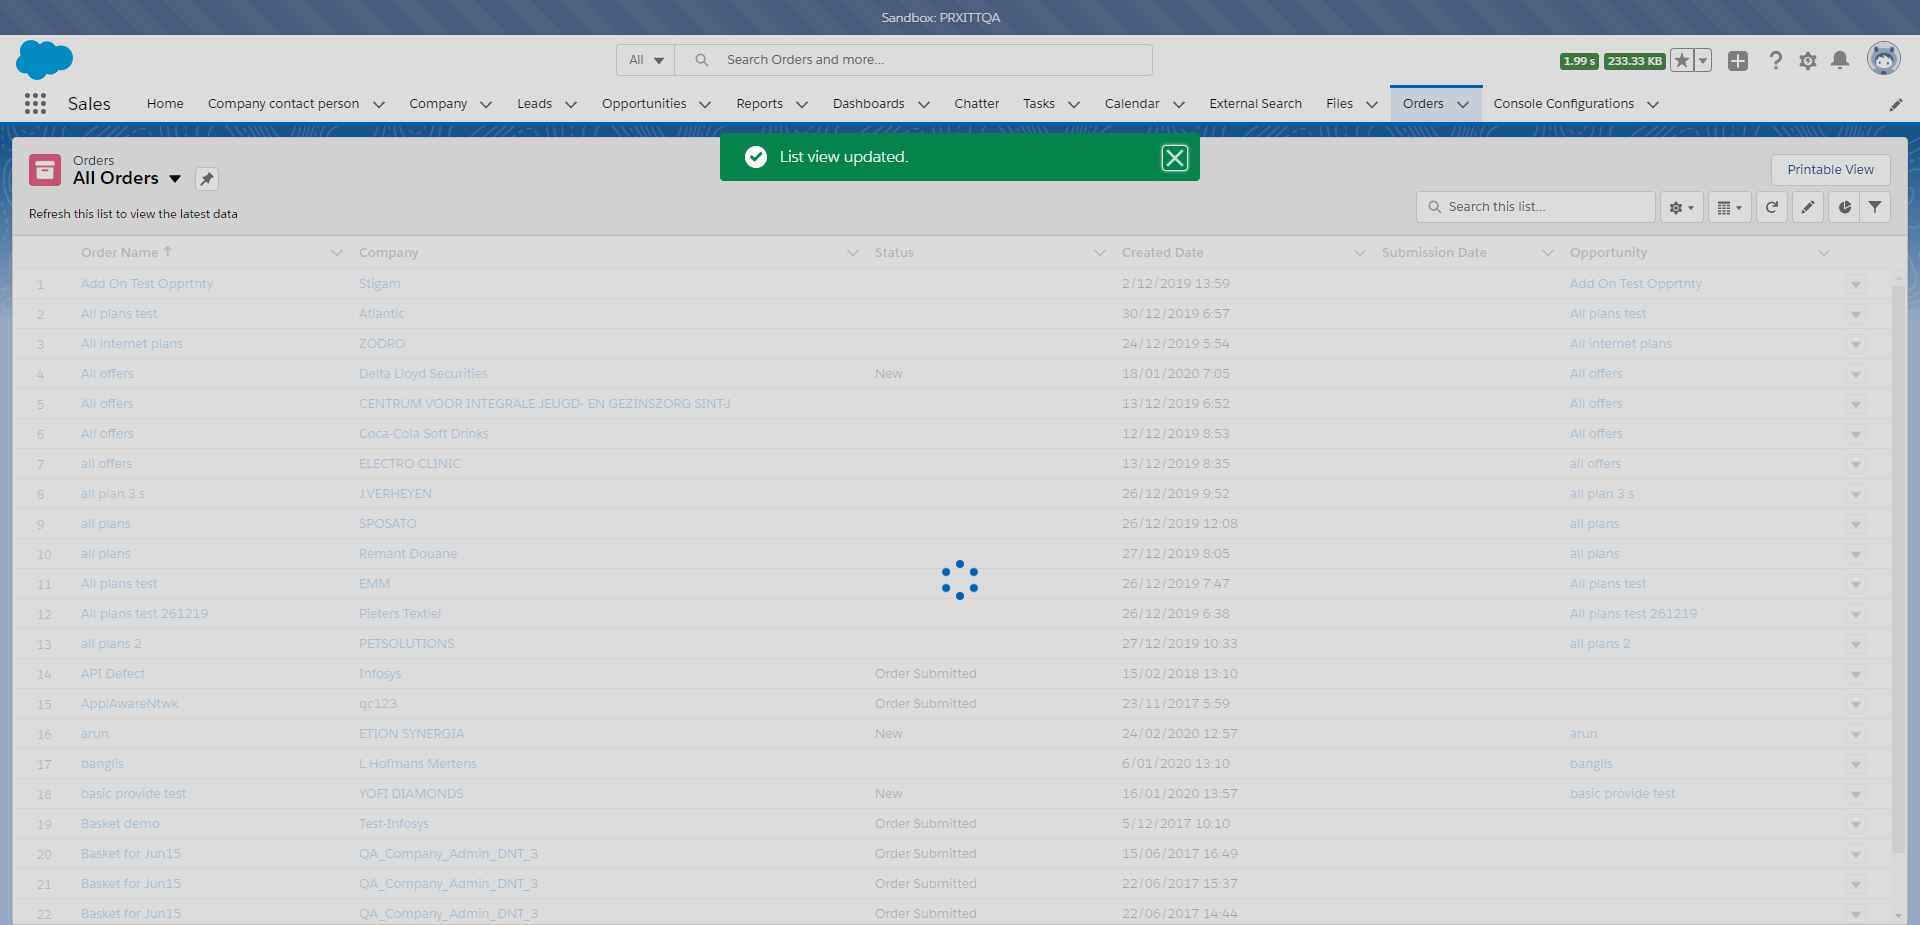 Sandbox: PRXITTQA
All Search Orders and more... 1.99 s 233.33 KB
Sales Home Company contact person Company Leads Opportunities Reports Dashboards Chatter Tasks Calendar External Search Files Orders Console Configurations
List view updated.
Orders
All Orders
Printable View
Refresh this list to view the latest data
Search this list...
Order Name Company Status Created Date Submission Date Opportunity
1 Add On Test Opprtnty Stigam 2/12/2019 13:59 Add On Test Opprtnty
2 All plans test Atlantic 30/12/2019 6:57 All plans test
3 All internet plans ZODRO 24/12/2019 5:54 All internet plans
4 All offers Delta Lloyd Securities New 18/01/2020 7:05 All offers
5 All offers CENTRUM VOOR INTEGRALE JEUGD- EN GEZINSZORG SINT-J 13/12/2019 6:52 All offers
6 All offers Coca-Cola Soft Drinks 12/12/2019 8:53 All offers
7 all offers ELECTRO CLINIC 13/12/2019 8:35 all offers
8 all plan 3 s J.VERHEYEN 26/12/2019 9:52 all plan 3 s
9 all plans SPOSATO 26/12/2019 12:08 all plans
10 all plans Remant Douane 27/12/2019 8:05 all plans
11 All plans test EMM 26/12/2019 7:47 All plans test
12 All plans test 261219 Pieters Textiel 26/12/2019 6:38 All plans test 261219
13 all plans 2 PETSOLUTIONS 27/12/2019 10:33 all plans 2
14 API Defect Infosys Order Submitted 15/02/2018 13:10
15 ApplAwareNtwk qc123 Order Submitted 23/11/2017 5:59
16 arun ETION SYNERGIA New 24/02/2020 12:57 arun
17 banglis L.Hofmans Mertens 6/01/2020 13:10 banglis
18 basic provide test YOFI DIAMONDS New 16/01/2020 13:57 basic provide test
19 Basket demo Test-Infosys Order Submitted 5/12/2017 10:10
20 Basket for Jun15 QA_Company_Admin_DNT_3 Order Submitted 15/06/2017 16:49
21 Basket for Jun15 QA_Company_Admin_DNT_3 Order Submitted 22/06/2017 15:37
22 Basket for Jun15 QA_Company_Admin_DNT_3 Order Submitted 22/06/2017 14:44